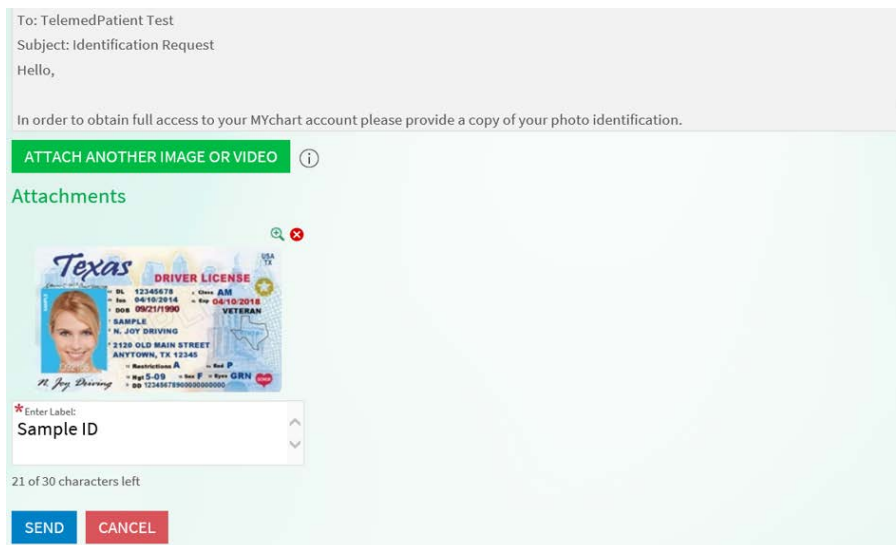 To: TelemedPatient Test
Subject: Identification Request
Hello,
In order to obtain full access to your MYchart account please provide a copy of your photo identification.
ATTACH ANOTHER IMAGE OR VIDEO
Attachments
Texas
USA
TX
DRIVER LICENSE
DL 12345678 Class AM
Iss 04/10/2014 Exp 04/10/2018
DOB 09/21/1990 VETERAN
SAMPLE
N. JOY DRIVING
2120 OLD MAIN STREET
ANYTOWN, TX 12345
Restrictions A End P
Hgt 5-09 Sex F Eyes GRN
N. Joy Driving
*Enter Label:
Sample ID
21 of 30 characters left
SEND CANCEL